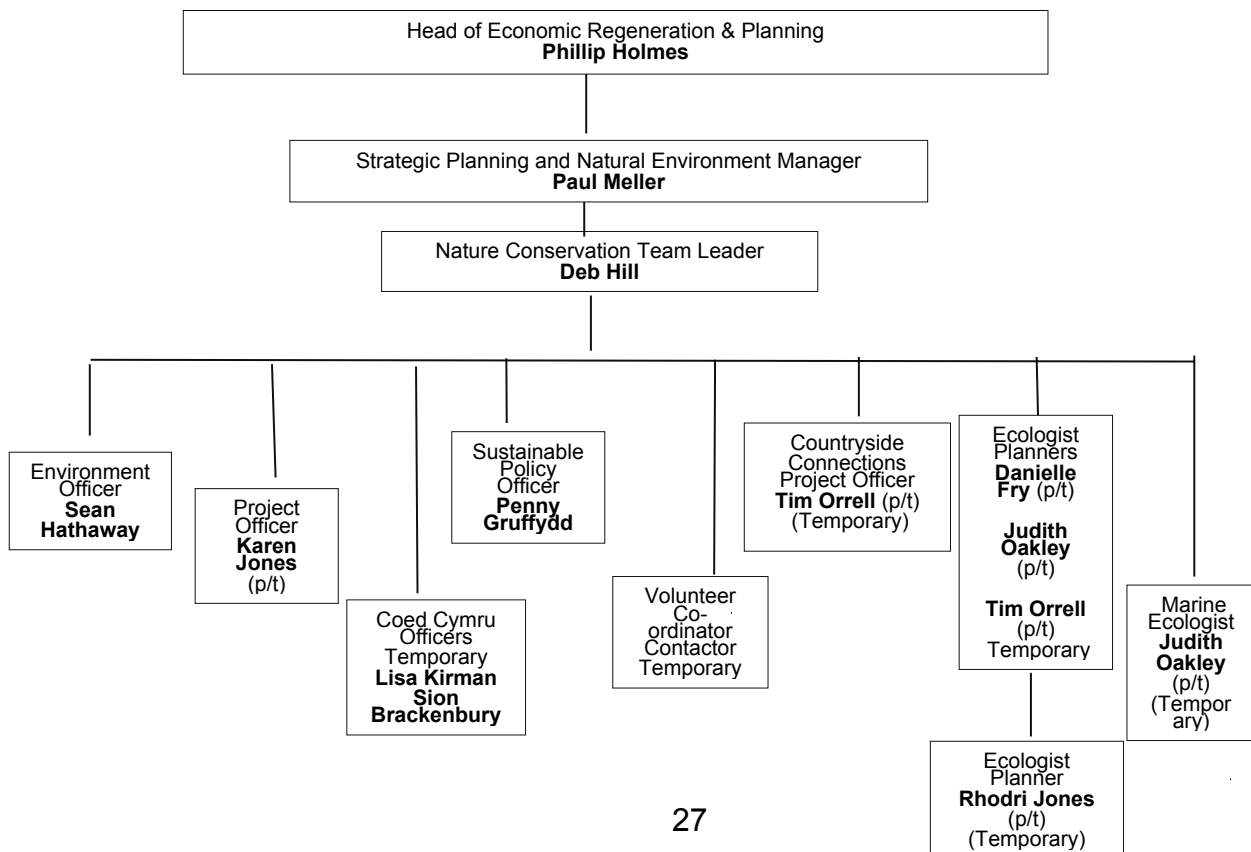 Head of Economic Regeneration & Planning
Phillip Holmes
Strategic Planning and Natural Environment Manager
Paul Meller
Nature Conservation Team Leader
Deb Hill
Environment
Officer
Sean
Hathaway
Project
Officer
Karen
Jones
(p/t)
Coed Cymru
Officers
Temporary
Lisa Kirman
Sion
Brackenbury
Sustainable
Policy
Officer
Penny
Gruffydd
Volunteer
Co-
ordinator
Contactor
Temporary
Countryside
Connections
Project Officer
Tim Orrell (p/t)
(Temporary)
Ecologist
Planners
Danielle
Fry (p/t)
Judith
Oakley
(p/t)
Tim Orrell
(p/t)
Temporary
Marine
Ecologist
Judith
Oakley
(p/t)
(Tempor
ary)
Ecologist
Planner
Rhodri Jones
(p/t)
(Temporary)
27